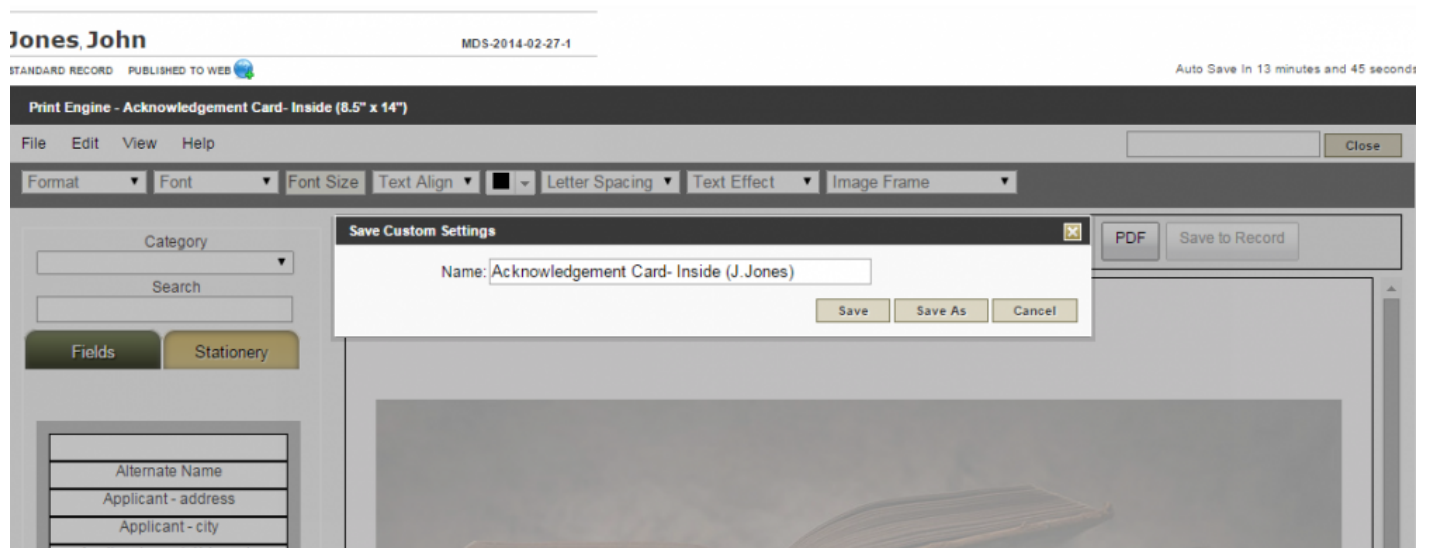 Jones, John MDS-2014-02-27-1
STANDARD RECORD PUBLISHED TO WEB
Auto Save In 13 minutes and 45 seconds
Print Engine - Acknowledgement Card- Inside (8.5" x 14")
File Edit View Help Close
Format Font Font Size Text Align Letter Spacing Text Effect Image Frame
Save Custom Settings
Name: Acknowledgement Card- Inside (J.Jones)
Save Save As Cancel
PDF Save to Record
Category
Search
Fields Stationery
Alternate Name
Applicant - address
Applicant - city